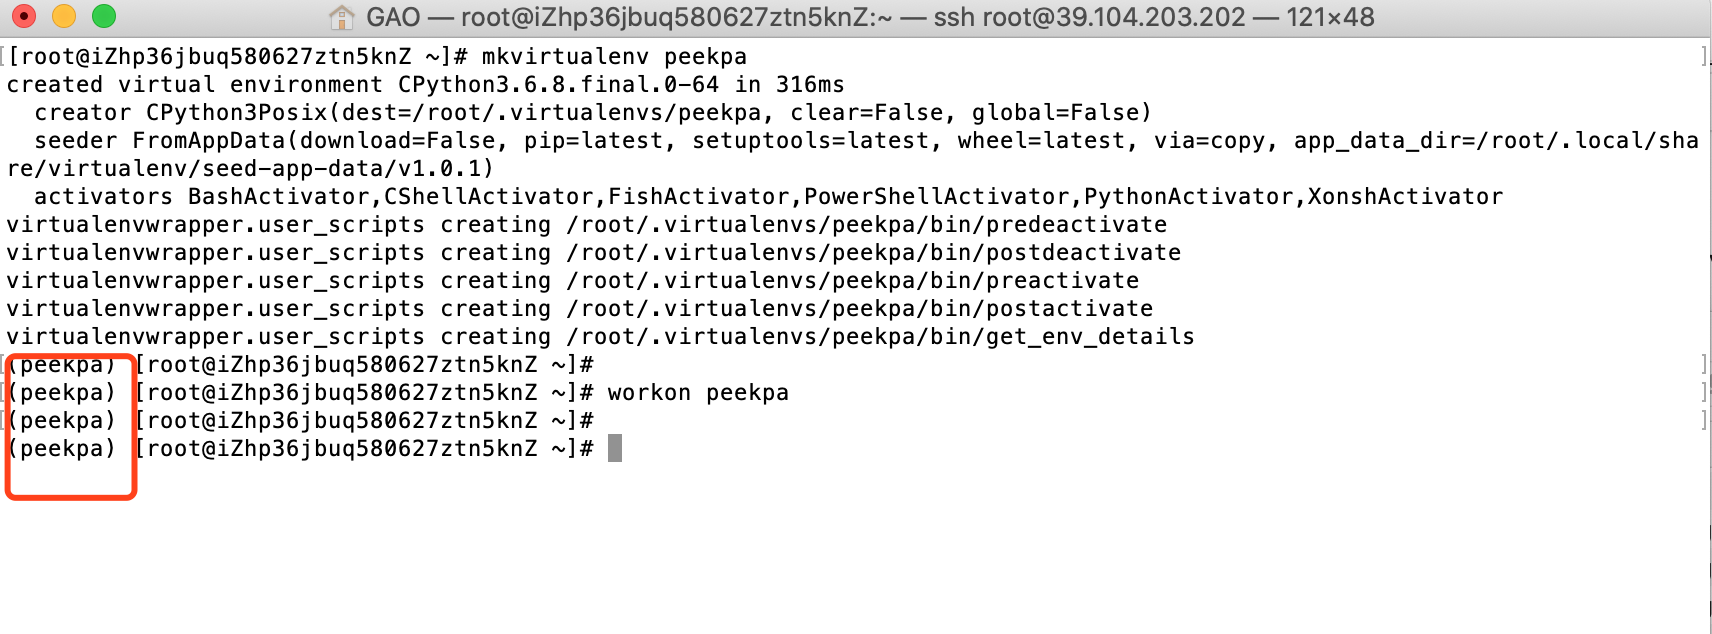 GAO — root@iZhp36jbuq580627ztn5knZ:~ — ssh root@39.104.203.202 — 121×48
[root@iZhp36jbuq580627ztn5knZ ~]# mkvirtualenv peekpa
created virtual environment CPython3.6.8.final.0-64 in 316ms
  creator CPython3Posix(dest=/root/.virtualenvs/peekpa, clear=False, global=False)
  seeder FromAppData(download=False, pip=latest, setuptools=latest, wheel=latest, via=copy, app_data_dir=/root/.local/sha
re/virtualenv/seed-app-data/v1.0.1)
  activators BashActivator,CShellActivator,FishActivator,PowerShellActivator,PythonActivator,XonshActivator
virtualenvwrapper.user_scripts creating /root/.virtualenvs/peekpa/bin/predeactivate
virtualenvwrapper.user_scripts creating /root/.virtualenvs/peekpa/bin/postdeactivate
virtualenvwrapper.user_scripts creating /root/.virtualenvs/peekpa/bin/preactivate
virtualenvwrapper.user_scripts creating /root/.virtualenvs/peekpa/bin/postactivate
virtualenvwrapper.user_scripts creating /root/.virtualenvs/peekpa/bin/get_env_details
(peekpa) [root@iZhp36jbuq580627ztn5knZ ~]#
(peekpa) [root@iZhp36jbuq580627ztn5knZ ~]# workon peekpa
(peekpa) [root@iZhp36jbuq580627ztn5knZ ~]#
(peekpa) [root@iZhp36jbuq580627ztn5knZ ~]#